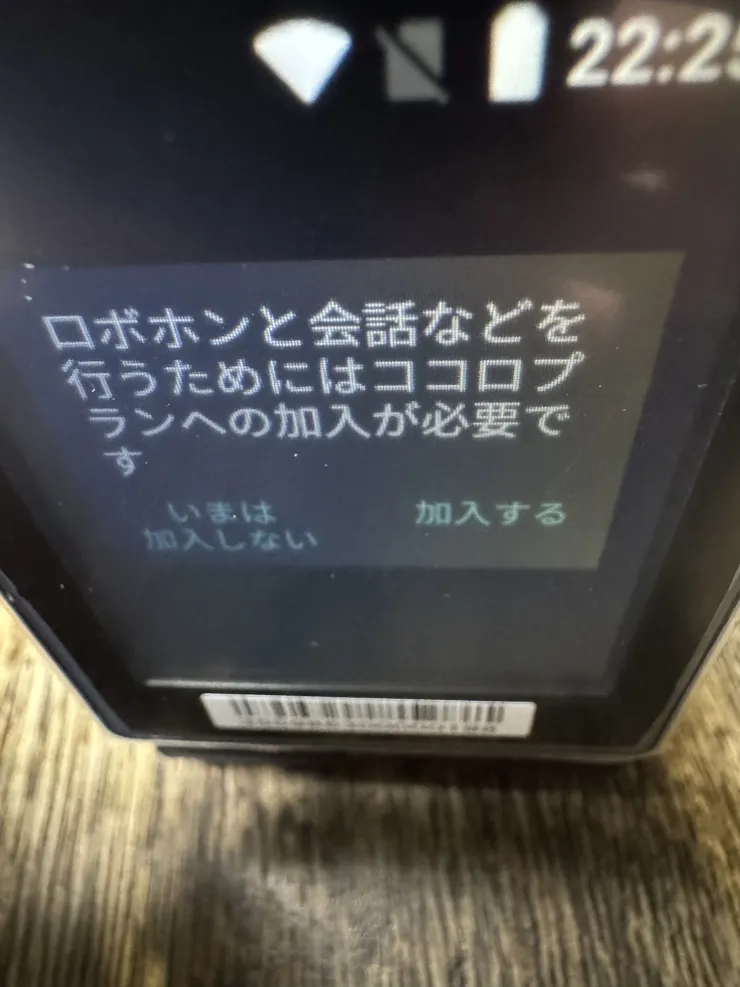 22:25
ロボホンと会話などを
行うためにはココロプ
ランへの加入が必要で
す
いまは
加入しない
加入する